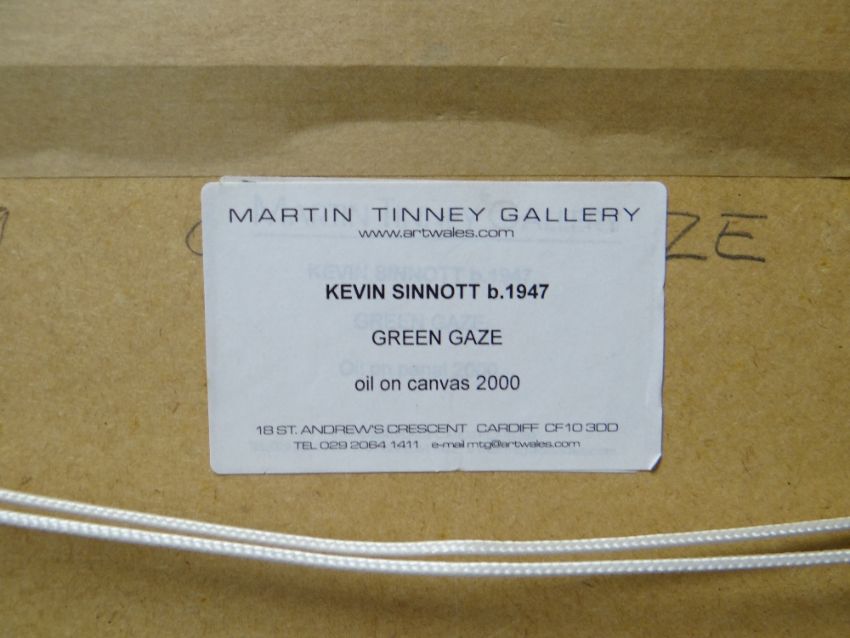 MARTIN TINNEY GALLERY
www.artwales.com
KEVIN SINNOTT b.1947
GREEN GAZE
oil on canvas 2000
18 ST. ANDREW'S CRESCENT CARDIFF CF10 3DD
TEL 029 2064 1411 e-mail mtg@artwales.com
ZE